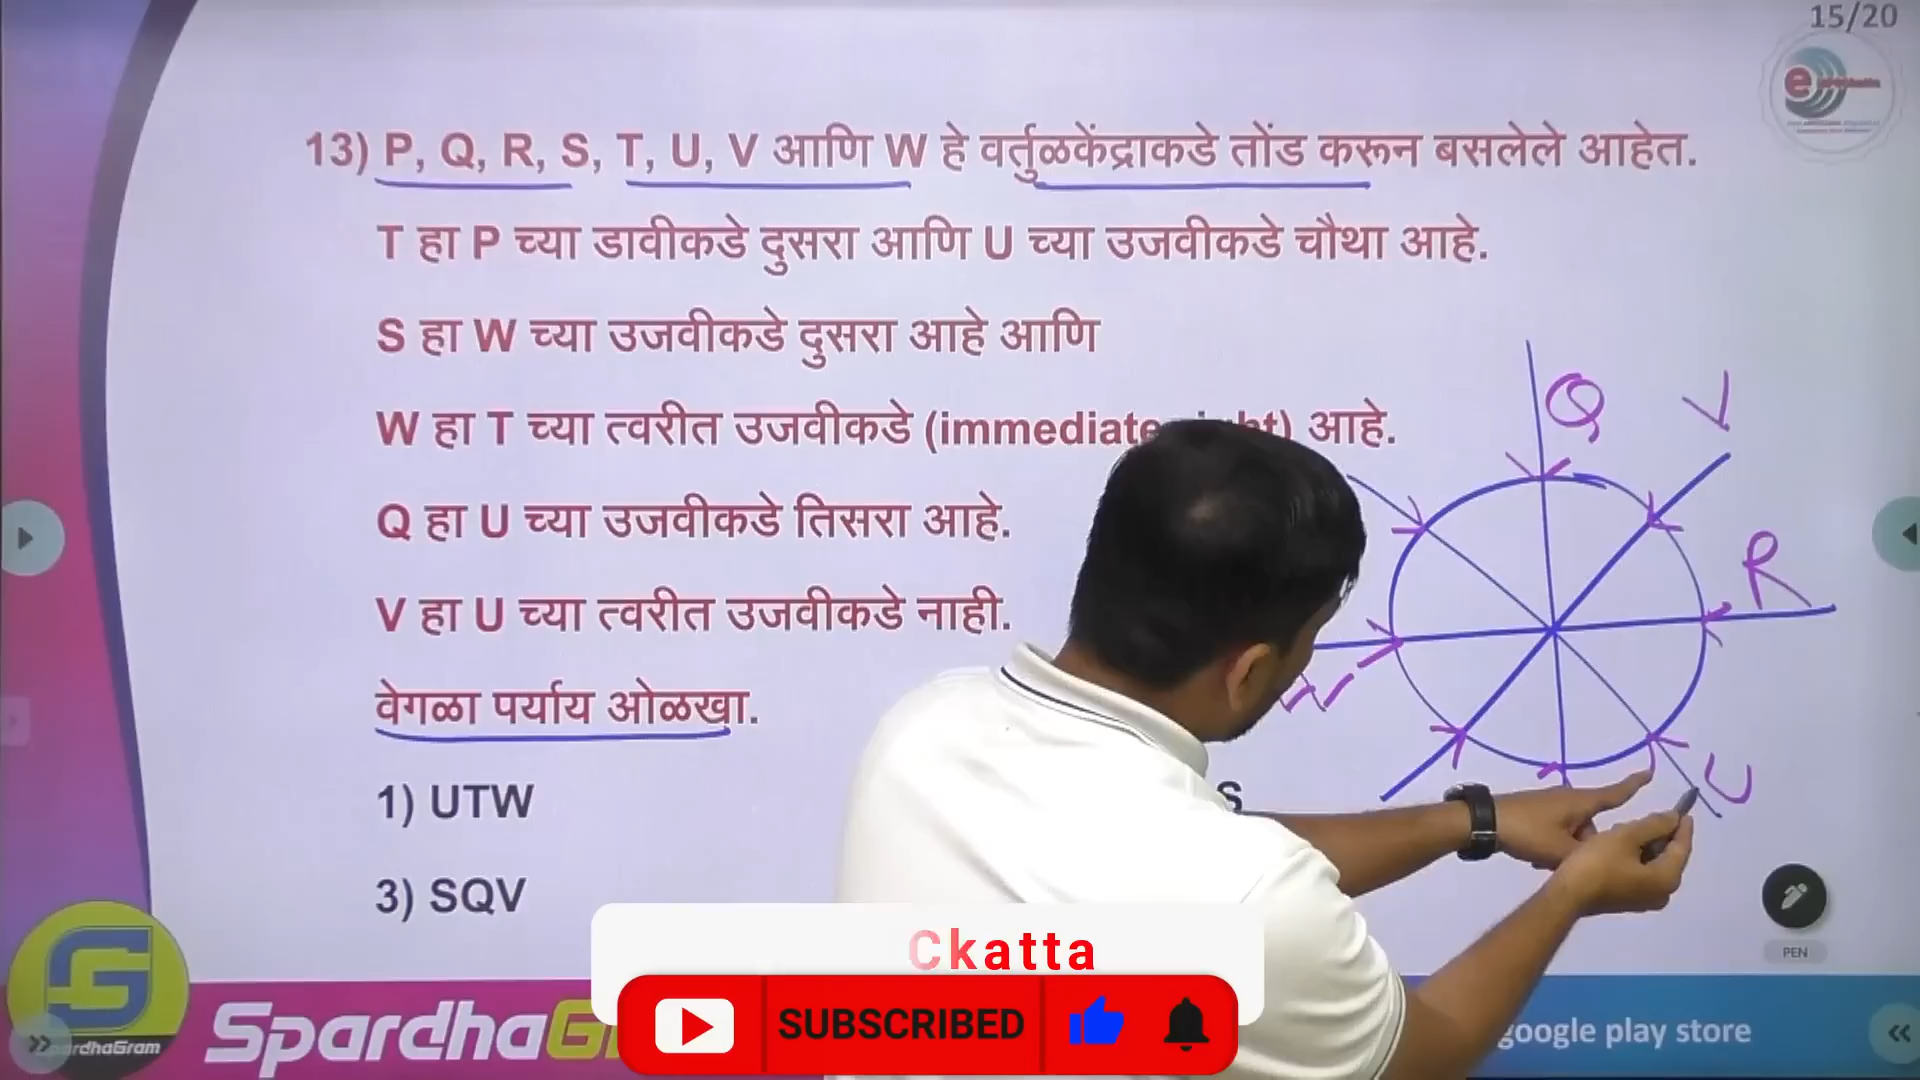 15/20
13) P, Q, R, S, T, U, V आणि W हे वर्तुळकेंद्राकडे तोंड करून बसलेले आहेत.
T हा P च्या डावीकडे दुसरा आणि U च्या उजवीकडे चौथा आहे.
S हा W च्या उजवीकडे दुसरा आहे आणि
W हा T च्या त्वरीत उजवीकडे (immediate right) आहे.
Q हा U च्या उजवीकडे तिसरा आहे.
V हा U च्या त्वरीत उजवीकडे नाही.
वेगळा पर्याय ओळखा.
1) UTW
S
3) SQV
Q
V
R
W
U
PEN
Ckatta
SUBSCRIBED
SpardhaG
google play store